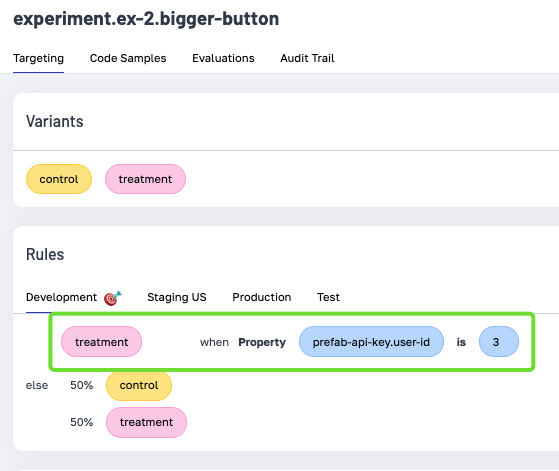 experiment.ex-2.bigger-button
Targeting Code Samples Evaluations Audit Trail
Variants
control treatment
Rules
Development Staging US Production Test
treatment when Property prefab-api-key.user-id is 3
else 50% control
50% treatment